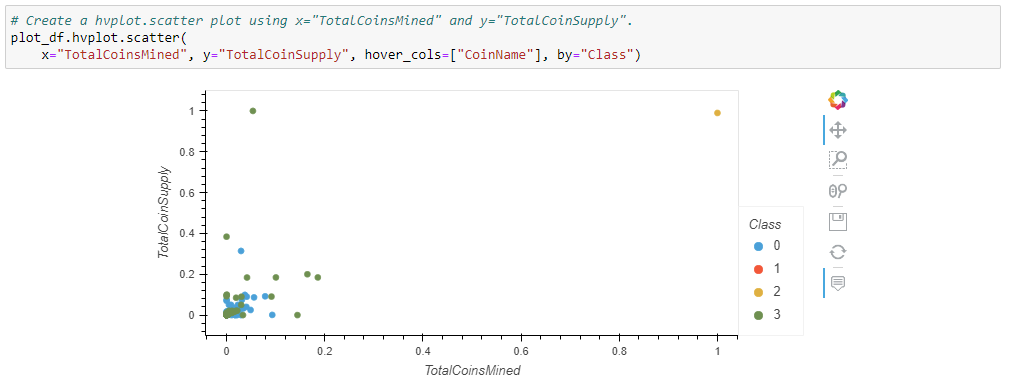 # Create a hvplot.scatter plot using x="TotalCoinsMined" and y="TotalCoinSupply".
plot_df.hvplot.scatter(
    x="TotalCoinsMined", y="TotalCoinSupply", hover_cols=["CoinName"], by="Class")
TotalCoinSupply
1
0.8
0.6
0.4
0.2
0
0
0.2
0.4
0.6
0.8
1
TotalCoinsMined
Class
0
1
2
3